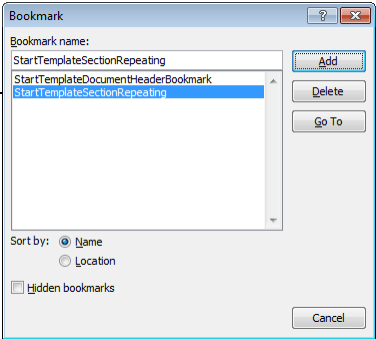 Bookmark
?
Bookmark name:
StartTemplateSectionRepeating
Add
StartTemplateDocumentHeaderBookmark
StartTemplateSectionRepeating
Delete
Go To
Sort by:
Name
Location
Hidden bookmarks
Cancel